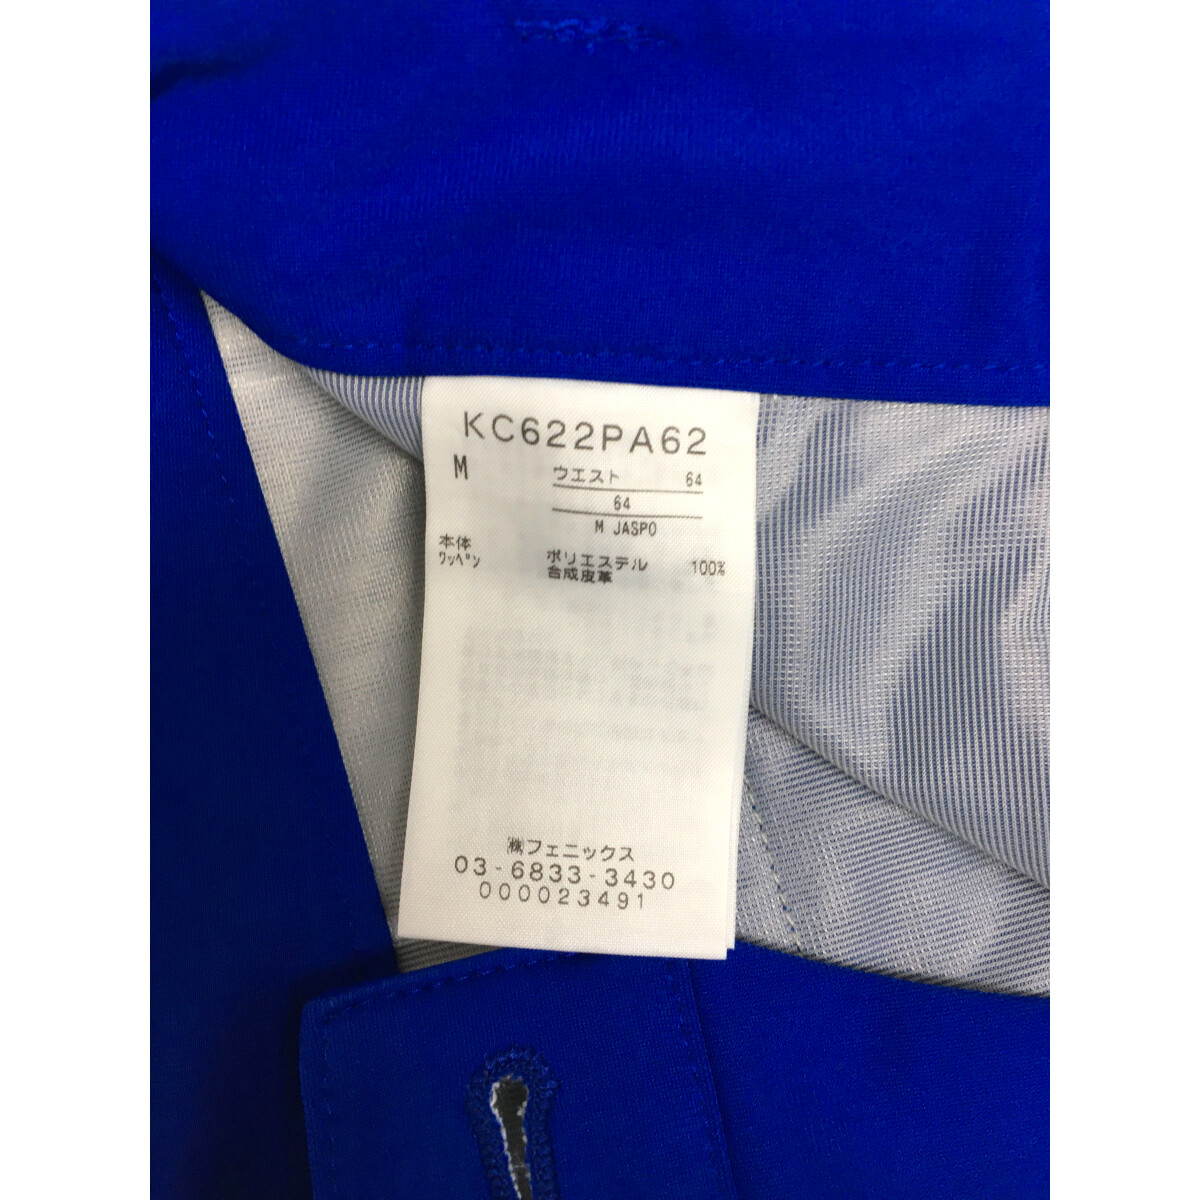 KC622PA62
M ウエスト 64
64
M JASPO
本体 ポリエステル 100%
ワッペン 合成皮革
㈱フェニックス
03-6833-3430
000023491